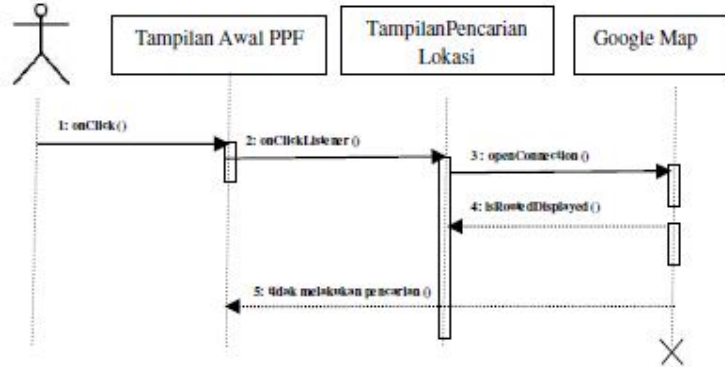 Tampilan Awal PPF
TampilanPencarian
Lokasi
Google Map
1: onClick()
2: onClickListener()
3: openConnection()
4: isRoutedDisplayed()
5: tidak melakukan pencarian()